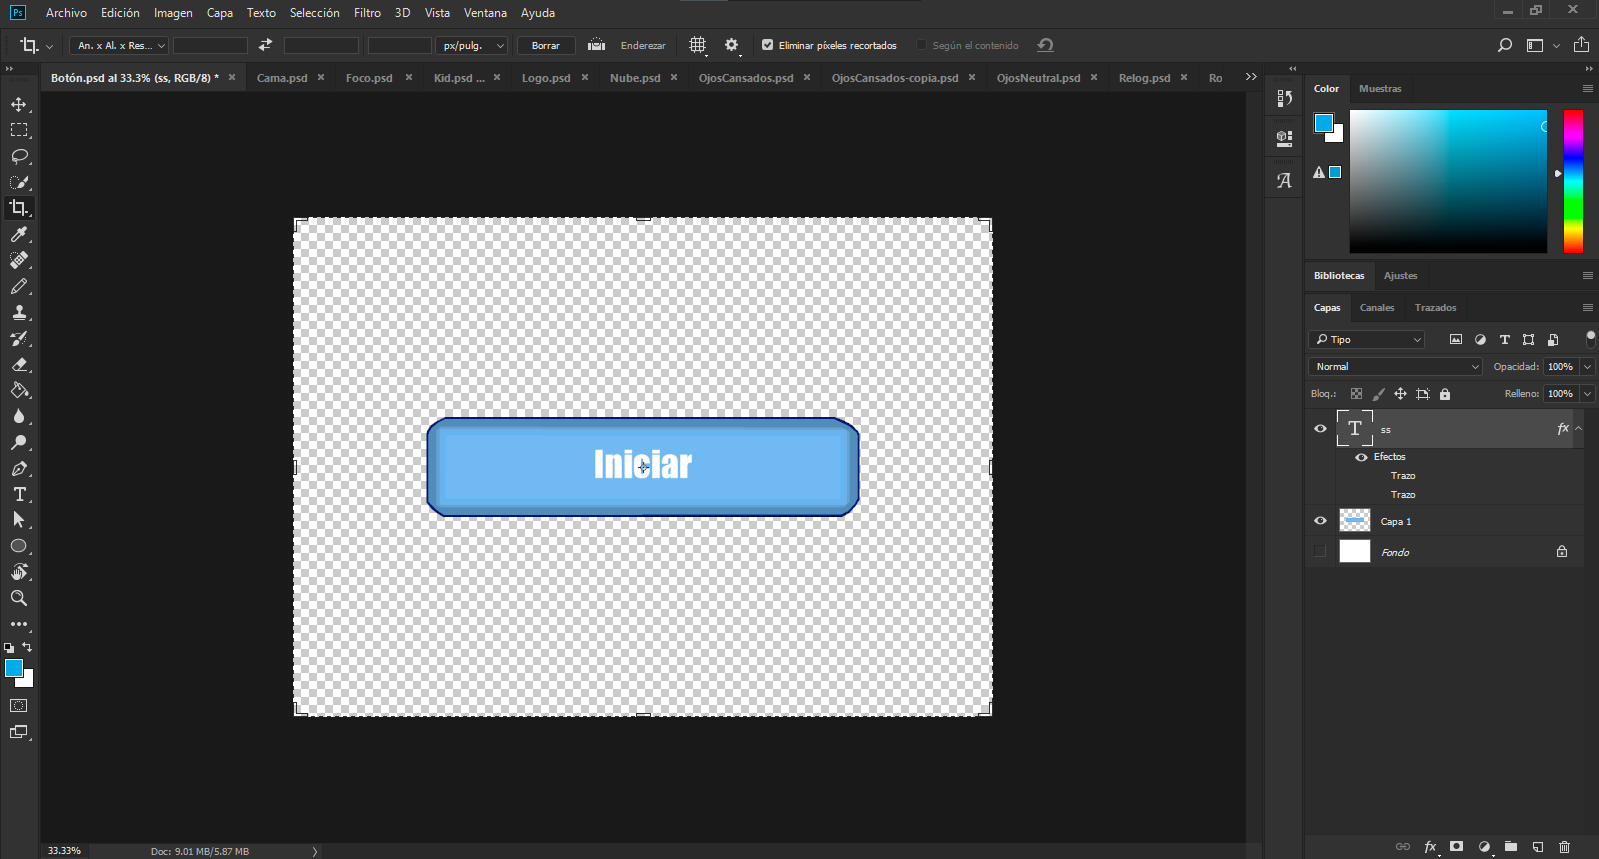 Ps Archivo Edición Imagen Capa Texto Selección Filtro 3D Vista Ventana Ayuda
An. x Al. x Res... px/pulg. Borrar Enderezar Eliminar píxeles recortados Según el contenido
Botón.psd al 33.3% (ss, RGB/8) * Cama.psd Foco.psd Kid.psd ... Logo.psd Nube.psd OjosCansados.psd OjosCansados-copia.psd OjosNeutral.psd Relog.psd Ro
Color Muestras
Bibliotecas Ajustes
Capas Canales Trazados
Tipo
Normal Opacidad: 100%
Bloq.: Relleno: 100%
T ss fx
Efectos
Trazo
Trazo
Capa 1
Fondo
Iniciar
33.33% Doc: 9.01 MB/5.87 MB
fx